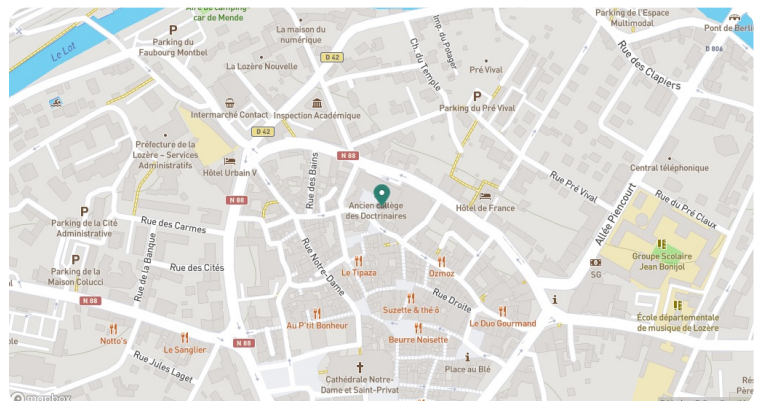 Aire de camping
car de Mende
P
Parking du
Faubourg Montbel
La maison du
numérique
D 42
Le Lot
La Lozère Nouvelle
Imp. du Potager
Ch. du Temple
Pré Vival
P
Parking du Pré Vival
Parking de l'Espace
Multimodal
Rue des Clapiers
D 806
Intermarché Contact
Inspection Académique
D 42
Préfecture de la
Lozère – Services
Administratifs
Hôtel Urbain V
N 88
Rue des Bains
N 88
Ancien collège
des Doctrinaires
Hôtel de France
Rue Pré Vival
Central téléphonique
Allée Piencourt
Rue du Pré Claux
P
Parking de la Cité
Administrative
Rue des Carmes
Rue de la Banque
Rue des Cités
P
Parking de la
Maison Colucci
N 88
Rue Notre-Dame
Le Tipaza
Ozmoz
Rue Droite
Suzette & thé ô
Le Duo Gourmand
Au P'tit Bonheur
Beurre Noisette
SG
Groupe Scolaire
Jean Bonijol
École départementale
de musique de Lozère
Notto's
Le Sanglier
N 88
Rue Jules Laget
Cathédrale Notre-
Dame et Saint-Privat
Place au Blé
mapbox